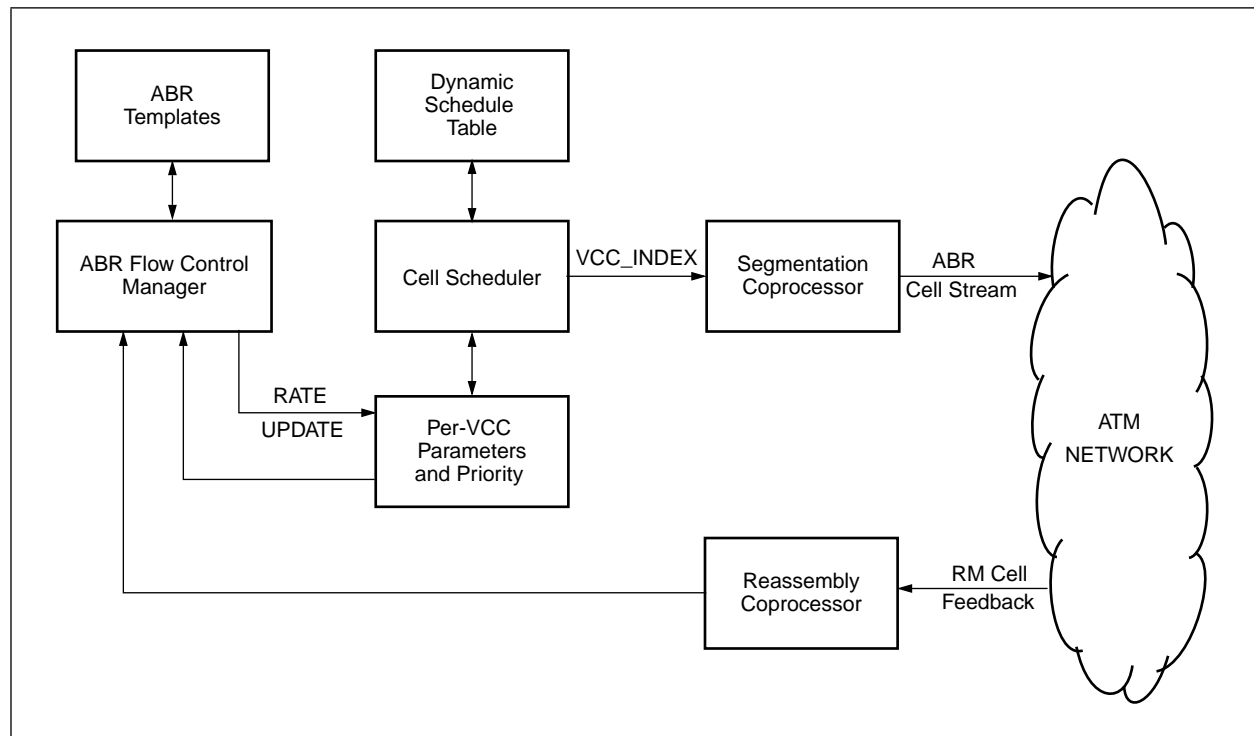 ABR
Templates
Dynamic
Schedule
Table
ABR Flow Control
Manager
Cell Scheduler
VCC_INDEX
Segmentation
Coprocessor
ABR
Cell Stream
RATE
UPDATE
Per-VCC
Parameters
and Priority
ATM
NETWORK
Reassembly
Coprocessor
RM Cell
Feedback